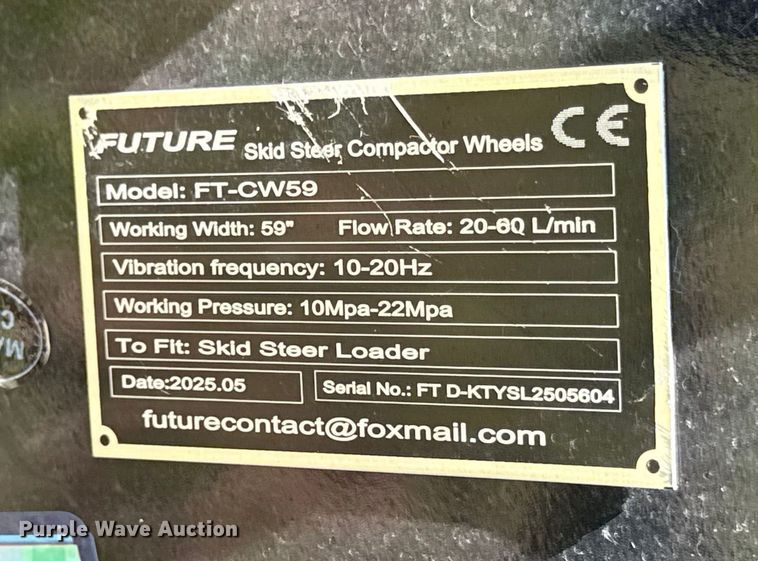 FUTURE Skid Steer Compactor Wheels CE
Model: FT-CW59
Working Width: 59" Flow Rate: 20-60 L/min
Vibration frequency: 10-20Hz
Working Pressure: 10Mpa-22Mpa
To Fit: Skid Steer Loader
Date:2025.05 Serial No.: FT D-KTYSL2505604
futurecontact@foxmail.com
Purple Wave Auction